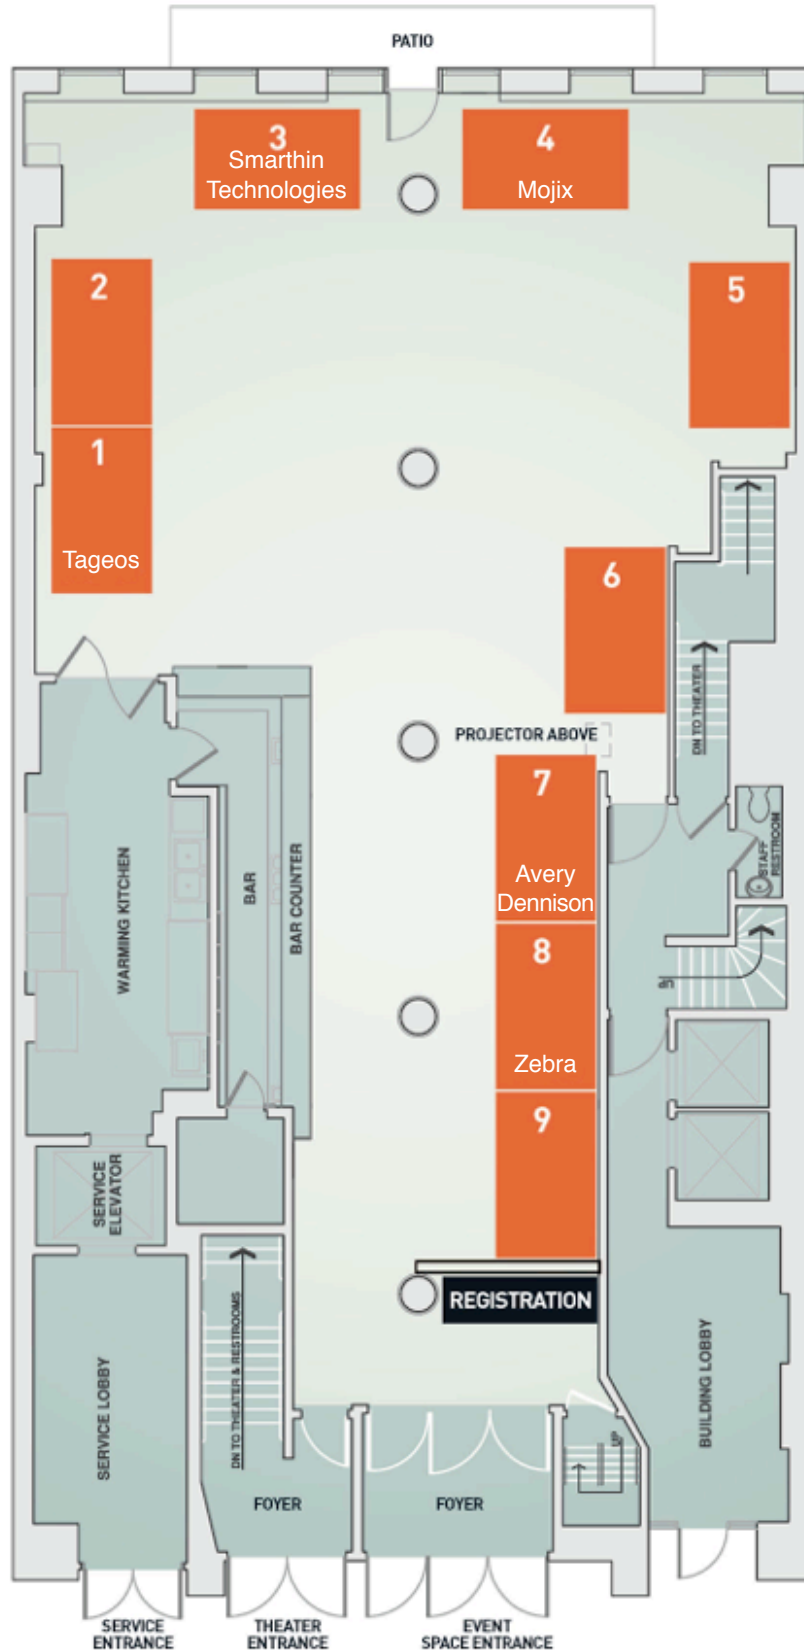 PATIO
3
Smarthin
Technologies
4
Mojix
2
5
1
Tageos
6
DN TO THEATER
PROJECTOR ABOVE
7
Avery
Dennison
STAFF
RESTROOM
WARMING KITCHEN
BAR
BAR COUNTER
8
Zebra
UP
9
SERVICE
ELEVATOR
REGISTRATION
DN TO THEATER & RESTROOMS
SERVICE LOBBY
BUILDING LOBBY
UP
FOYER
FOYER
SERVICE
ENTRANCE
THEATER
ENTRANCE
EVENT
SPACE ENTRANCE